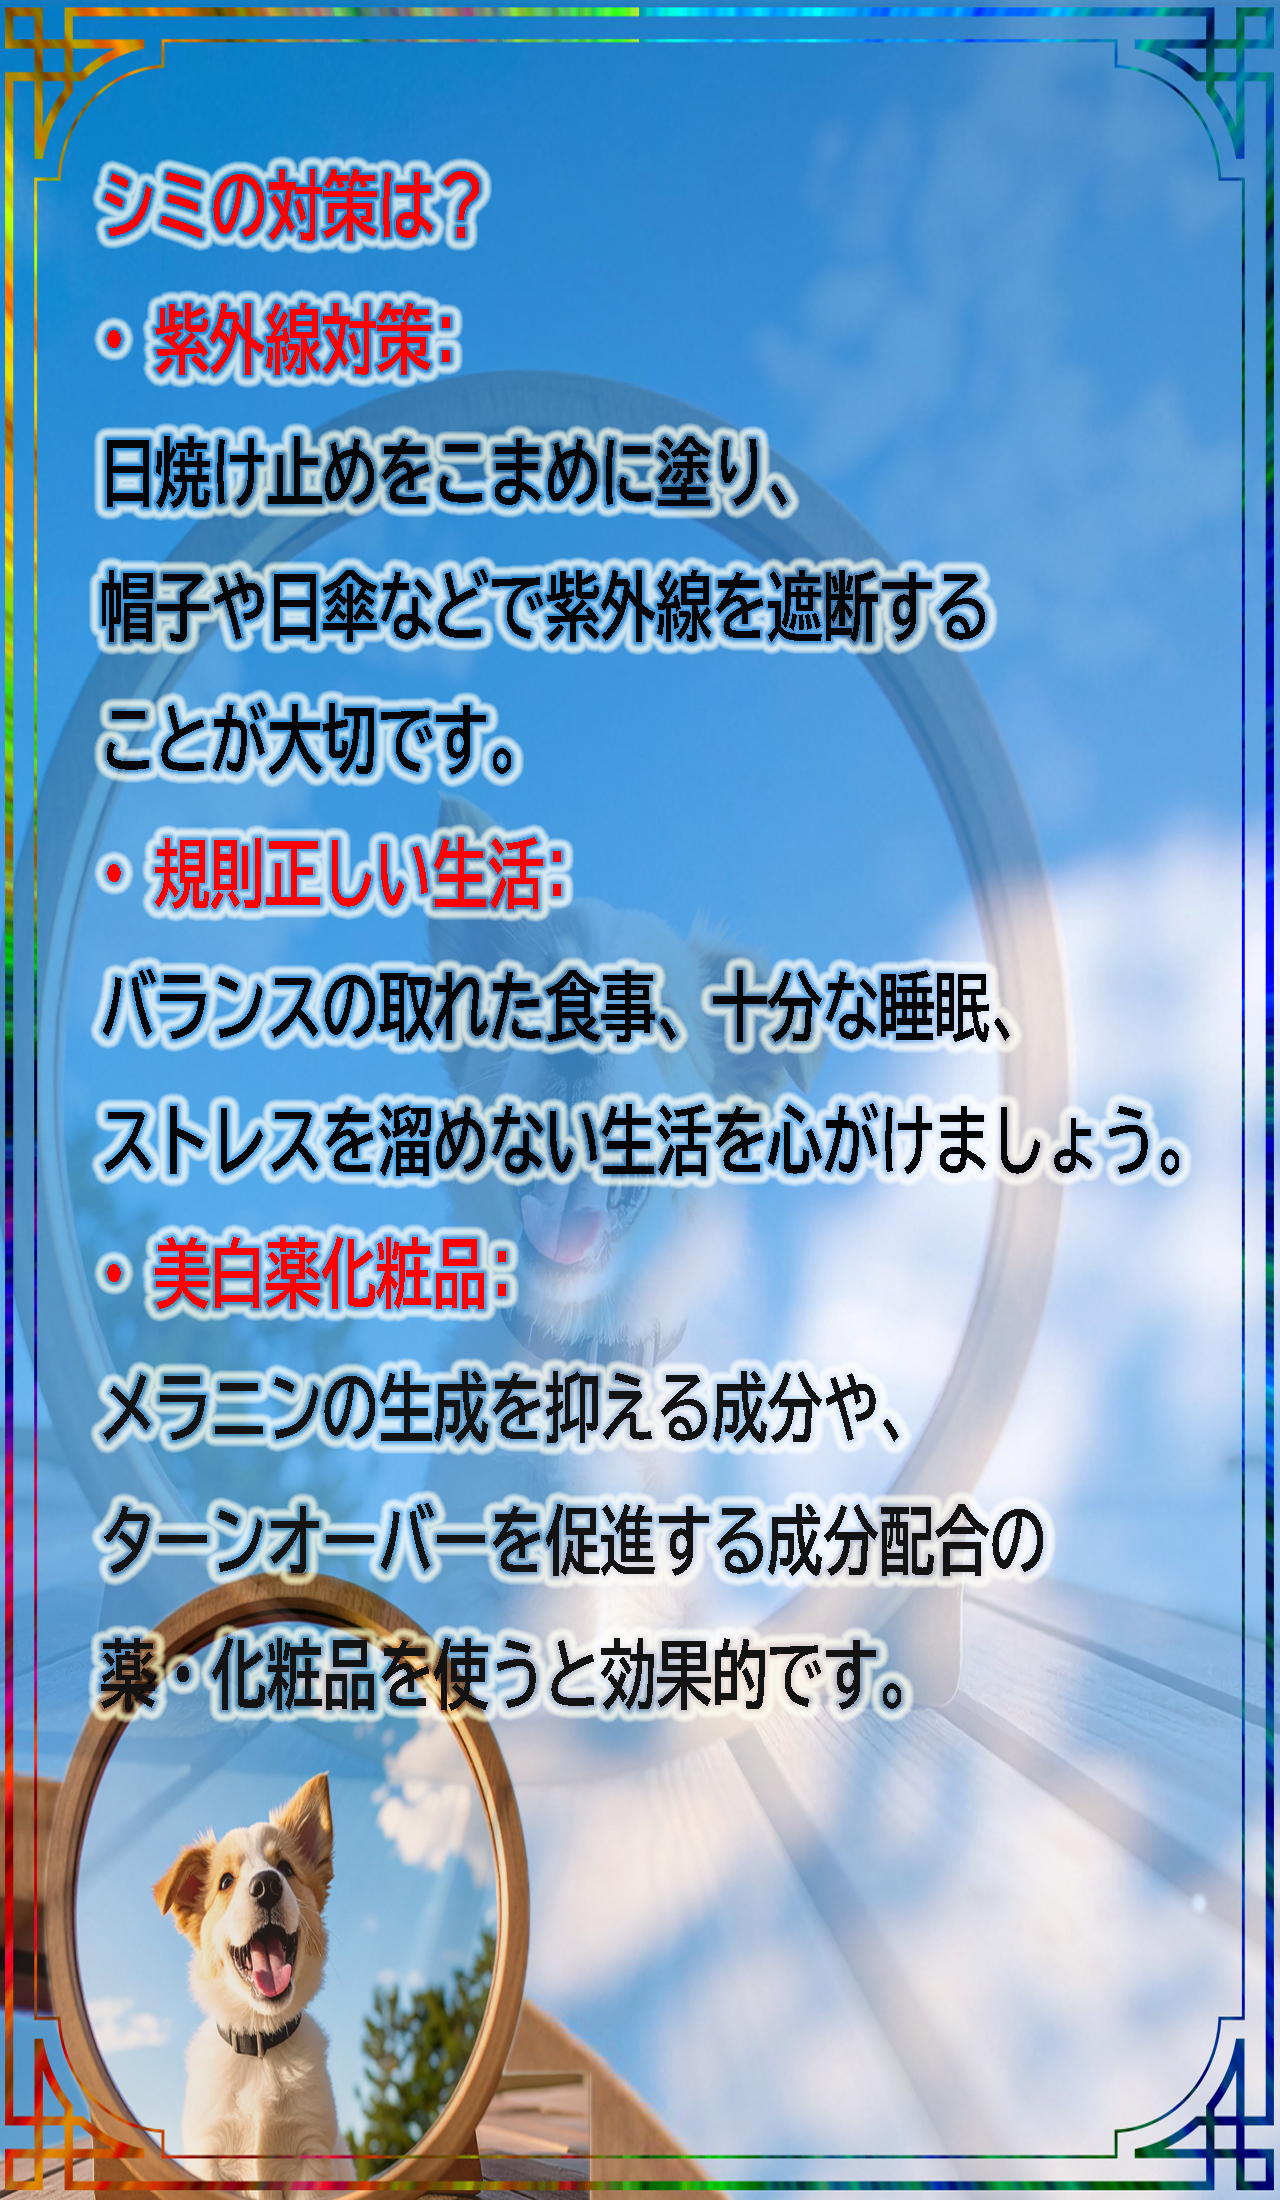 シミの対策は？
・紫外線対策：
日焼け止めをこまめに塗り、
帽子や日傘などで紫外線を遮断する
ことが大切です。
・規則正しい生活：
バランスの取れた食事、十分な睡眠、
ストレスを溜めない生活を心がけましょう。
・美白薬化粧品：
メラニンの生成を抑える成分や、
ターンオーバーを促進する成分配合の
薬・化粧品を使うと効果的です。